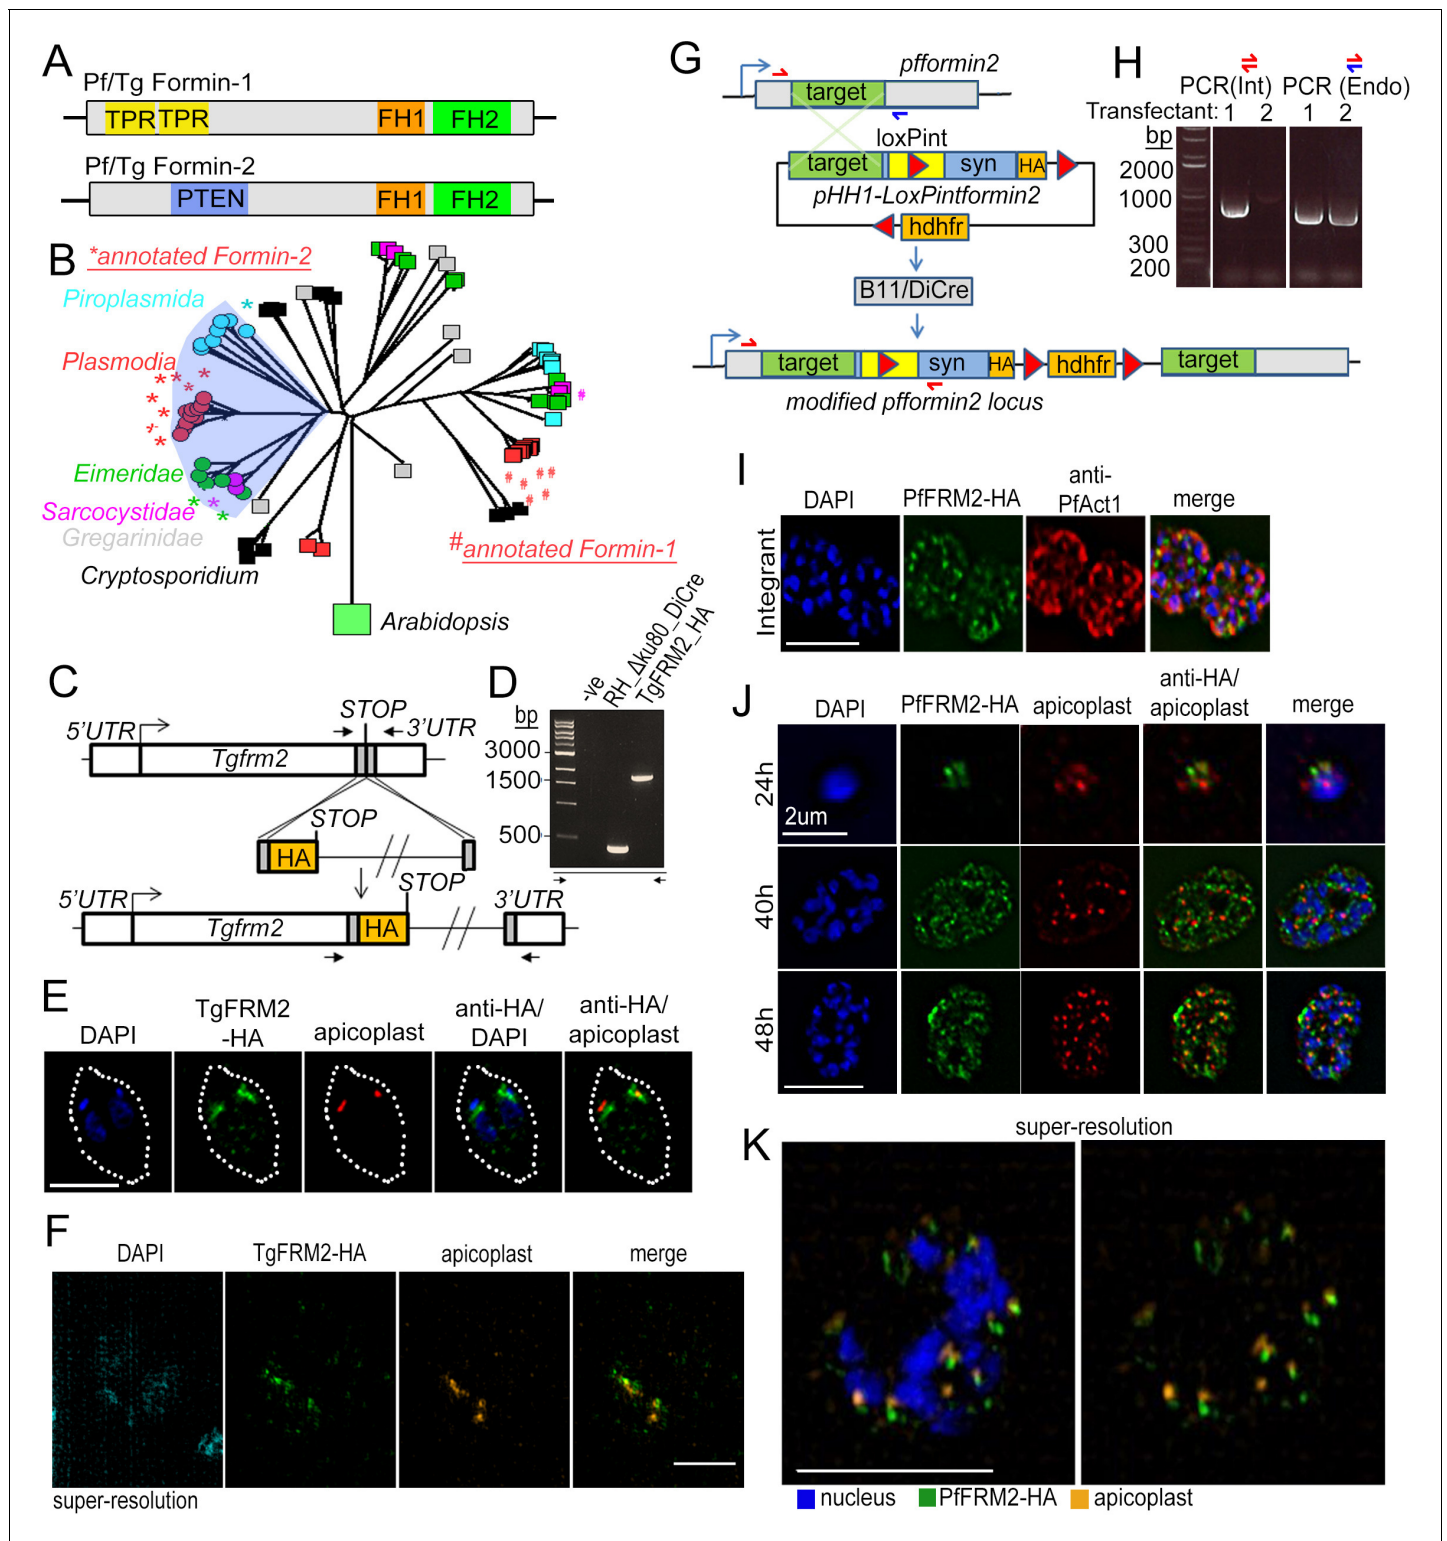 A
Pf/Tg Formin-1
TPR TPR FH1 FH2
Pf/Tg Formin-2
PTEN FH1 FH2
B
*annotated Formin-2
Piroplasmida
*
Plasmodia
* * * * * * * *
Eimeridae
Sarcocystidae
* * *
Gregarinidae
Cryptosporidium
#
# # # # # # #
#annotated Formin-1
Arabidopsis
C
STOP
5'UTR 3'UTR
Tgfrm2
STOP
HA
STOP
5'UTR 3'UTR
Tgfrm2 HA
D
-ve
RH_Δku80_DiCre
TgFRM2_HA
bp
3000
1500
500
E
DAPI
TgFRM2
-HA
apicoplast
anti-HA/
DAPI
anti-HA/
apicoplast
F
DAPI TgFRM2-HA apicoplast merge
super-resolution
G
pfformin2
target
loxPint
target syn HA
pHH1-LoxPintformin2
hdhfr
B11/DiCre
target syn HA hdhfr target
modified pfformin2 locus
H
PCR(Int) PCR (Endo)
Transfectant: 1 2 1 2
bp
2000
1000
300
200
I
DAPI PfFRM2-HA
anti-
PfAct1
merge
Integrant
J
DAPI PfFRM2-HA apicoplast
anti-HA/
apicoplast
merge
24h
2um
40h
48h
K
super-resolution
nucleus PfFRM2-HA apicoplast